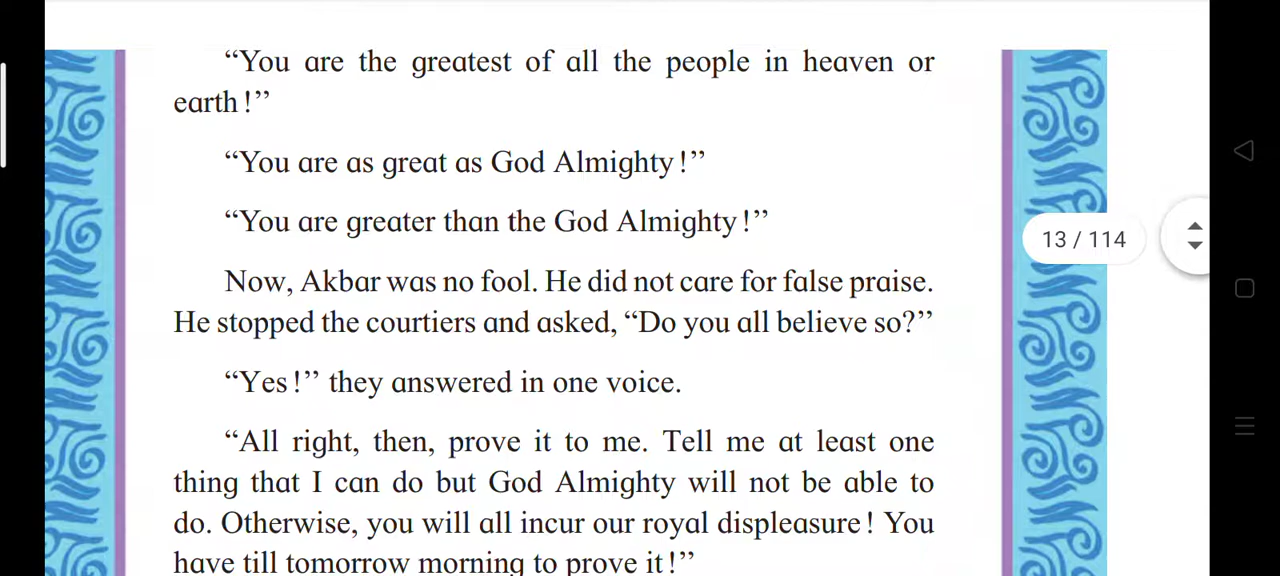 “You are the greatest of all the people in heaven or
earth!”
“You are as great as God Almighty!”
“You are greater than the God Almighty!”
13 / 114
Now, Akbar was no fool. He did not care for false praise.
He stopped the courtiers and asked, “Do you all believe so?”
“Yes!” they answered in one voice.
“All right, then, prove it to me. Tell me at least one
thing that I can do but God Almighty will not be able to
do. Otherwise, you will all incur our royal displeasure! You
have till tomorrow morning to prove it!”